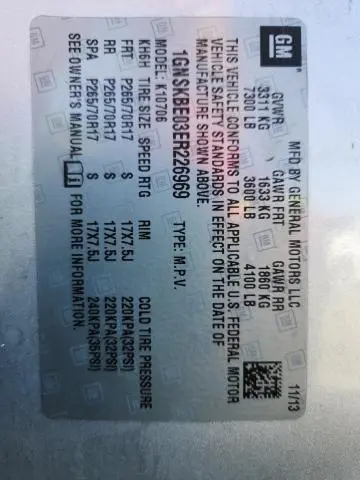 GM
MFD BY GENERAL MOTORS LLC
11/13
GVWR GAWR FRT GAWR RR
3311 KG 1633 KG 1860 KG
7300 LB 3600 LB 4100 LB
THIS VEHICLE CONFORMS TO ALL APPLICABLE U.S. FEDERAL MOTOR
VEHICLE SAFETY STANDARDS IN EFFECT ON THE DATE OF
MANUFACTURE SHOWN ABOVE.
1GNSKBE03ER226969 TYPE: M.P.V.
MODEL: K10706
KH6H TIRE SIZE SPEED RTG RIM COLD TIRE PRESSURE
FRT P265/70R17 S 17X7.5J 220KPA(32PSI)
RR P265/70R17 S 17X7.5J 220KPA(32PSI)
SPA P265/70R17 S 17X7.5J 240KPA(35PSI)
SEE OWNER'S MANUAL FOR MORE INFORMATION.